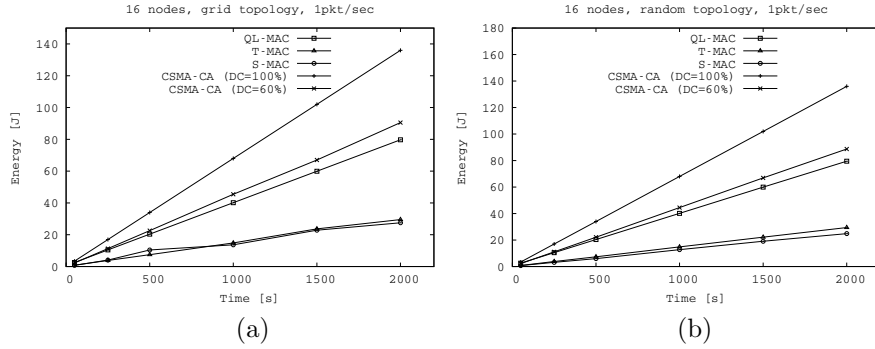 16 nodes, grid topology, 1pkt/sec
140
120
100
80
60
40
20
0
Energy [J]
QL-MAC
T-MAC
S-MAC
CSMA-CA (DC=100%)
CSMA-CA (DC=60%)
0 500 1000 1500 2000
Time [s]
(a)
16 nodes, random topology, 1pkt/sec
180
160
140
120
100
80
60
40
20
0
Energy [J]
QL-MAC
T-MAC
S-MAC
CSMA-CA (DC=100%)
CSMA-CA (DC=60%)
0 500 1000 1500 2000
Time [s]
(b)